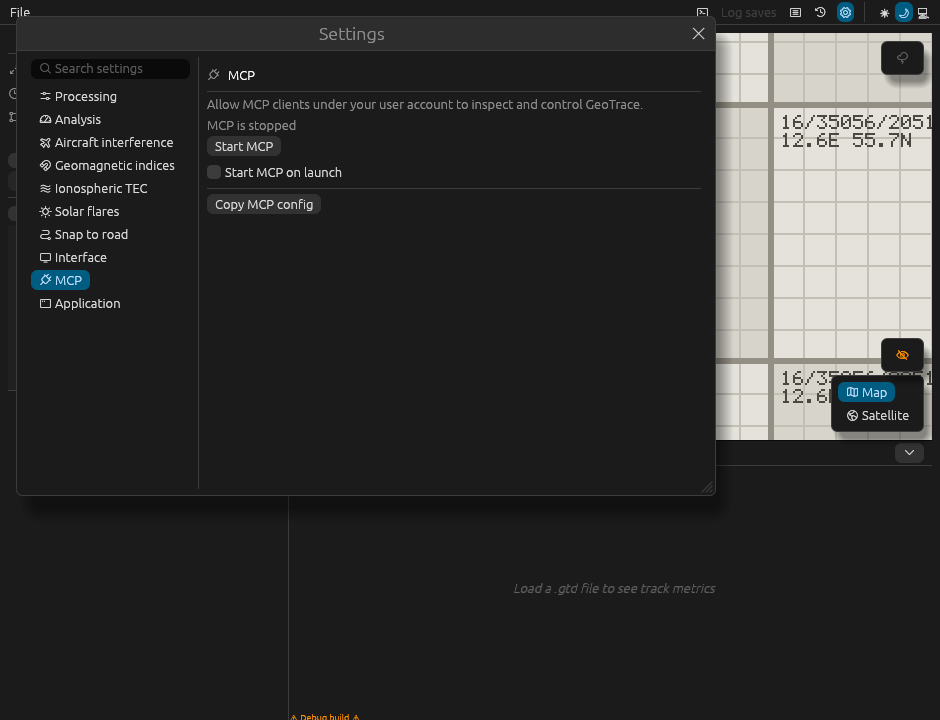 File
Log saves
Settings
Search settings
Processing
Analysis
Aircraft interference
Geomagnetic indices
Ionospheric TEC
Solar flares
Snap to road
Interface
MCP
Application
MCP
Allow MCP clients under your user account to inspect and control GeoTrace.
MCP is stopped
Start MCP
Start MCP on launch
Copy MCP config
16/35056/2051
12.6E 55.7N
Map
Satellite
Load a .gtd file to see track metrics
Debug build